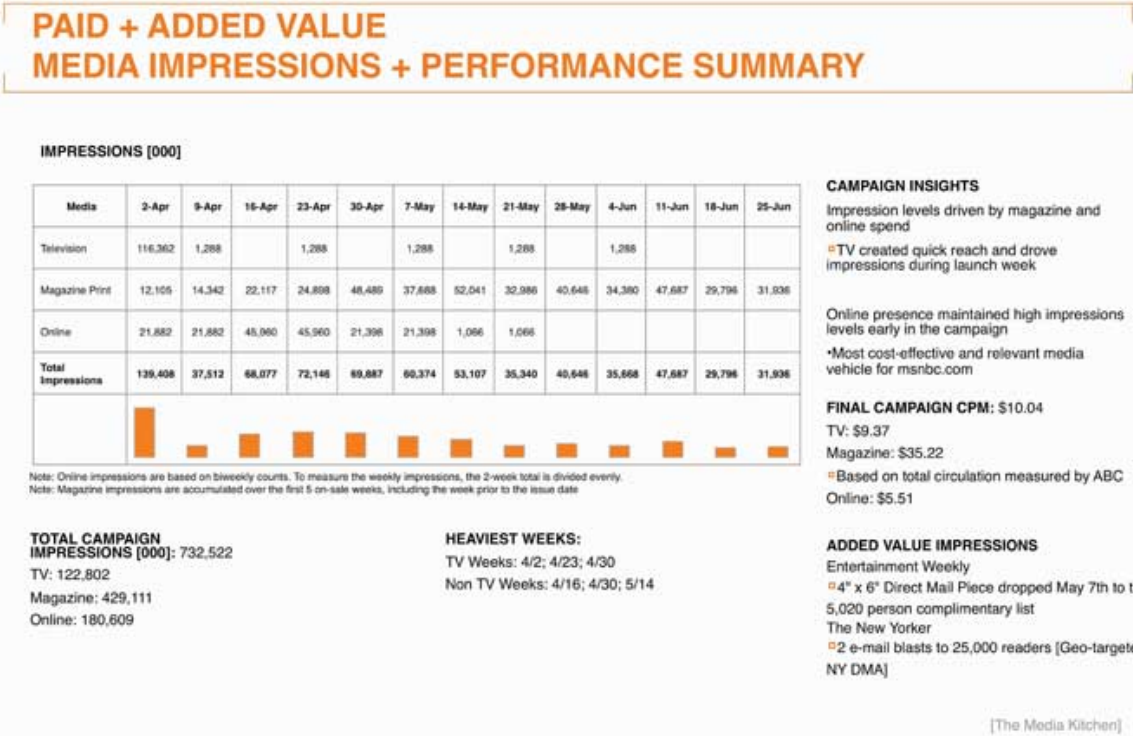 PAID + ADDED VALUE
MEDIA IMPRESSIONS + PERFORMANCE SUMMARY
IMPRESSIONS [000]
Media 2-Apr 9-Apr 16-Apr 23-Apr 30-Apr 7-May 14-May 21-May 28-May 4-Jun 11-Jun 18-Jun 25-Jun
Television 116,362 1,288 1,288 1,288 1,288 1,288
Magazine Print 12,105 14,342 22,117 24,898 48,489 37,688 52,041 32,986 40,646 34,380 47,687 29,796 31,936
Online 21,882 21,882 45,960 45,960 21,398 21,398 1,066 1,066
Total
Impressions 139,408 37,512 68,077 72,146 69,887 60,374 53,107 35,340 40,646 35,668 47,687 29,796 31,936
Note: Online impressions are based on biweekly counts. To measure the weekly impressions, the 2-week total is divided evenly.
Note: Magazine impressions are accumulated over the first 5 on-sale weeks, including the week prior to the issue date
TOTAL CAMPAIGN
IMPRESSIONS [000]: 732,522
TV: 122,802
Magazine: 429,111
Online: 180,609
HEAVIEST WEEKS:
TV Weeks: 4/2; 4/23; 4/30
Non TV Weeks: 4/16; 4/30; 5/14
CAMPAIGN INSIGHTS
Impression levels driven by magazine and
online spend
TV created quick reach and drove
impressions during launch week
Online presence maintained high impressions
levels early in the campaign
•Most cost-effective and relevant media
vehicle for msnbc.com
FINAL CAMPAIGN CPM: $10.04
TV: $9.37
Magazine: $35.22
Based on total circulation measured by ABC
Online: $5.51
ADDED VALUE IMPRESSIONS
Entertainment Weekly
4" x 6" Direct Mail Piece dropped May 7th to t
5,020 person complimentary list
The New Yorker
2 e-mail blasts to 25,000 readers [Geo-targete
NY DMA]
[The Media Kitchen]